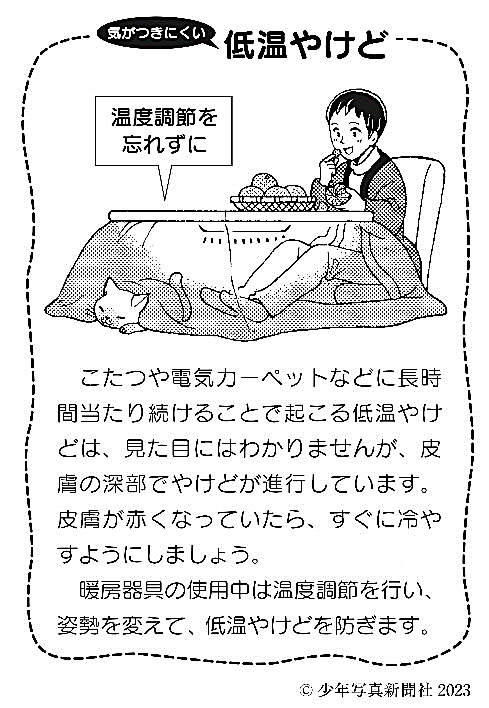 気がつきにくい
低温やけど
温度調節を
忘れずに
こたつや電気カーペットなどに長時
間当たり続けることで起こる低温やけ
どは、見た目にはわかりませんが、皮
膚の深部でやけどが進行しています。
皮膚が赤くなっていたら、すぐに冷や
すようにしましょう。
暖房器具の使用中は温度調節を行い、
姿勢を変えて、低温やけどを防ぎます。
© 少年写真新聞社 2023